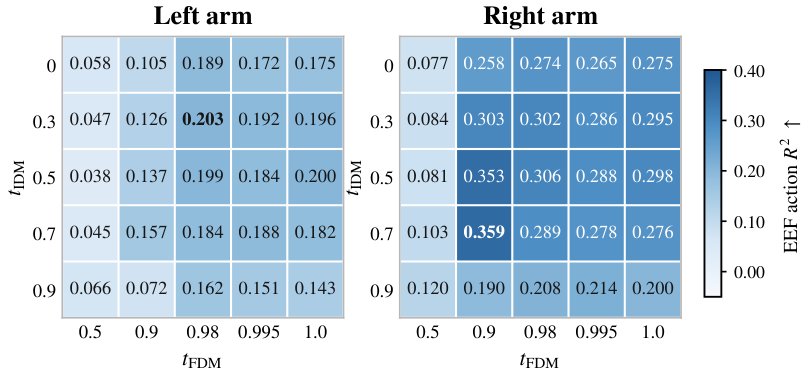 Left arm
Right arm
0 0.058 0.105 0.189 0.172 0.175
0.3 0.047 0.126 0.203 0.192 0.196
0.5 0.038 0.137 0.199 0.184 0.200
0.7 0.045 0.157 0.184 0.188 0.182
0.9 0.066 0.072 0.162 0.151 0.143
0.5 0.9 0.98 0.995 1.0
t_FDM
t_IDM
0 0.077 0.258 0.274 0.265 0.275
0.3 0.084 0.303 0.302 0.286 0.295
0.5 0.081 0.353 0.306 0.288 0.298
0.7 0.103 0.359 0.289 0.278 0.276
0.9 0.120 0.190 0.208 0.214 0.200
0.5 0.9 0.98 0.995 1.0
t_FDM
t_IDM
0.40
0.30
0.20
0.10
0.00
EEF action R² ↑